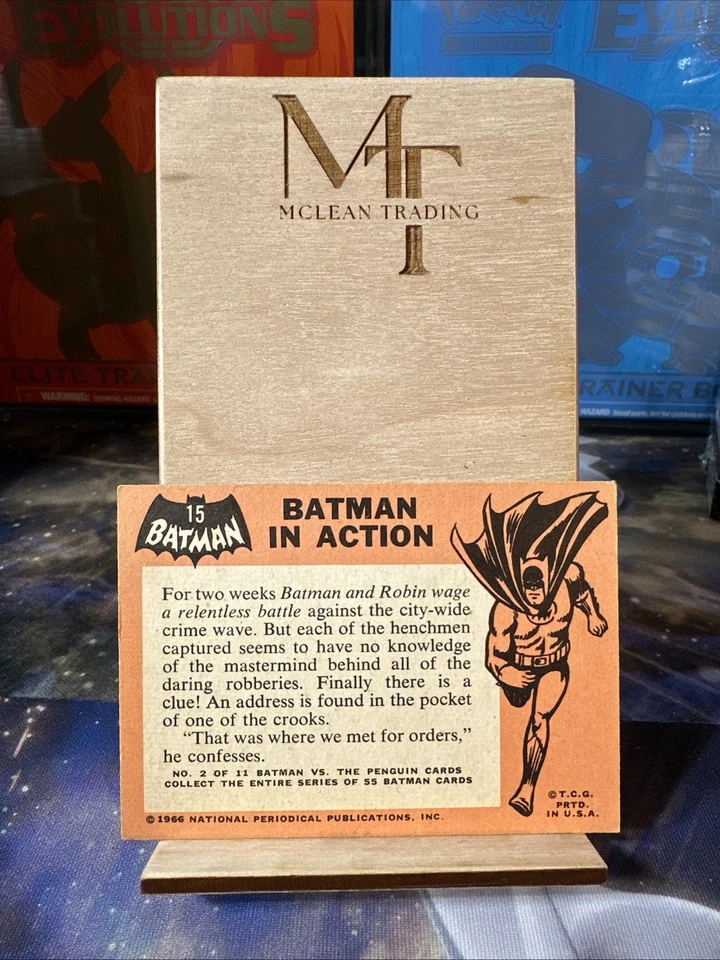 EVOLUTIONS
MT
MCLEAN TRADING
ELITE TRA
WARNING:
RAINER B
HAZARD
15
BATMAN
BATMAN
IN ACTION
For two weeks Batman and Robin wage
a relentless battle against the city-wide
crime wave. But each of the henchmen
captured seems to have no knowledge
of the mastermind behind all of the
daring robberies. Finally there is a
clue! An address is found in the pocket
of one of the crooks.
“That was where we met for orders,”
he confesses.
NO. 2 OF 11 BATMAN VS. THE PENGUIN CARDS
COLLECT THE ENTIRE SERIES OF 55 BATMAN CARDS
©1966 NATIONAL PERIODICAL PUBLICATIONS, INC.
©T.C.G.
PRTD.
IN U.S.A.